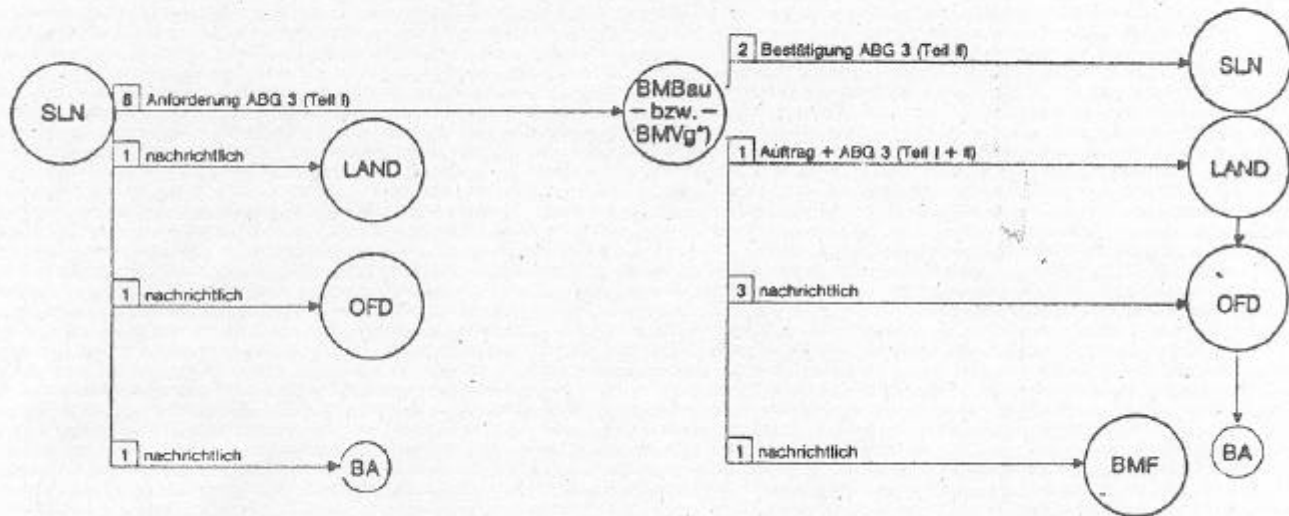 SLN
8 Anforderung ABG 3 (Teil I)
1 nachrichtlich
LAND
1 nachrichtlich
OFD
1 nachrichtlich
BA
BMBau
– bzw. –
BMVg*)
2 Bestätigung ABG 3 (Teil II)
SLN
1 Auftrag + ABG 3 (Teil I + II)
LAND
3 nachrichtlich
OFD
1 nachrichtlich
BMF
BA